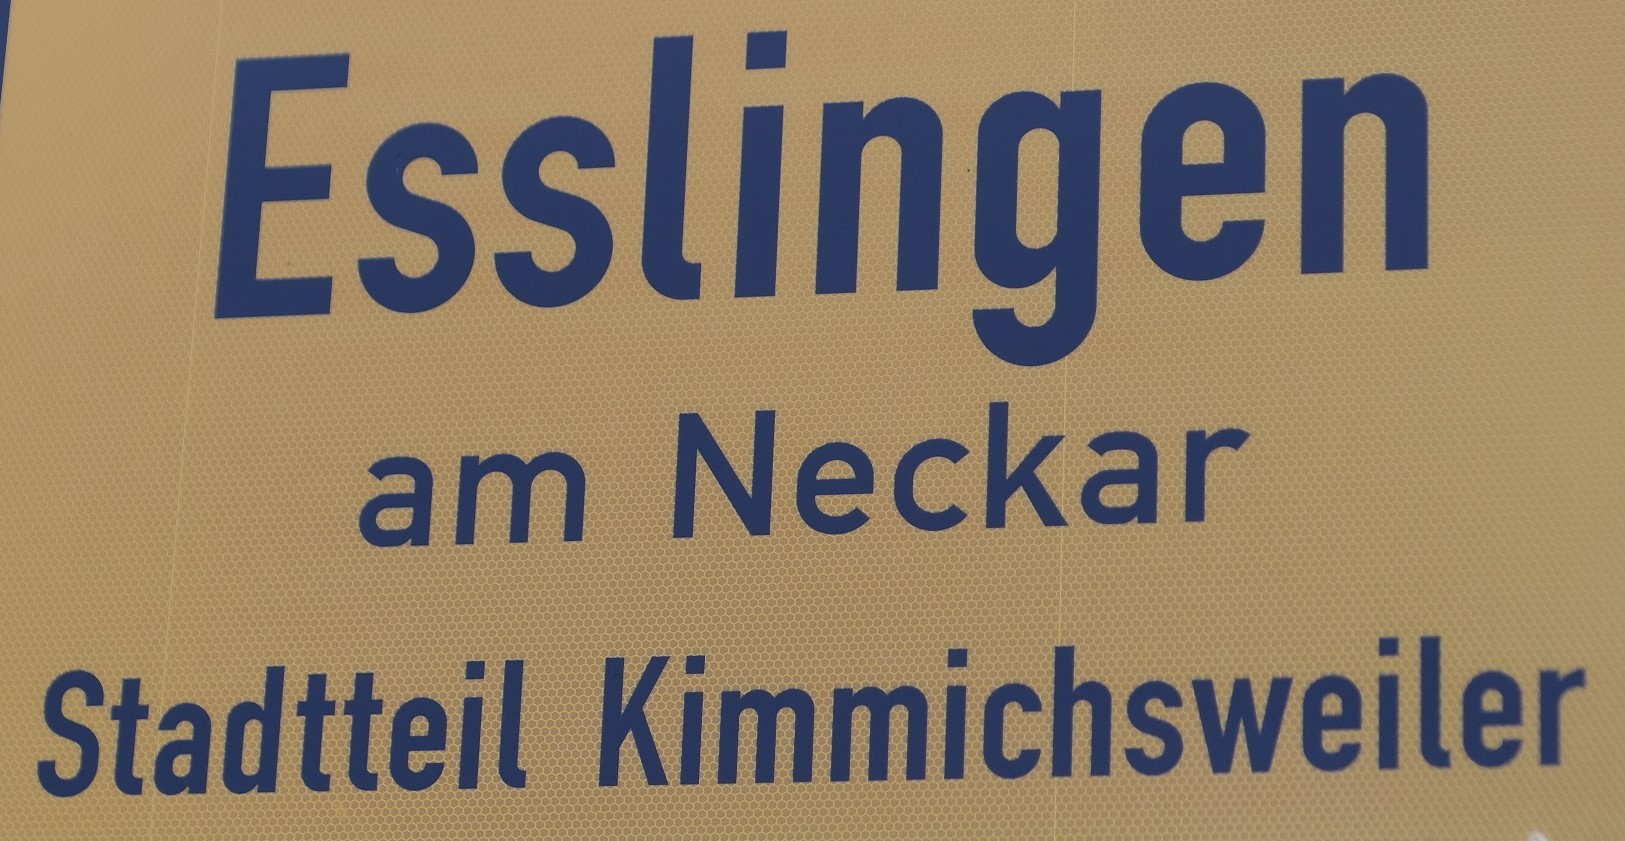 Esslingen
am Neckar
Stadtteil Kimmichsweiler